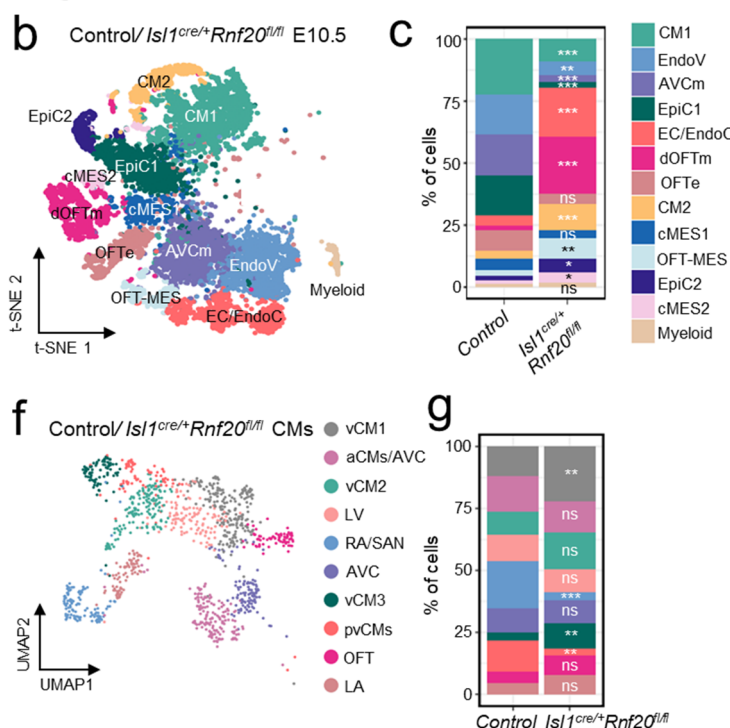 b
Control/ Isl1cre/+Rnf20fl/fl E10.5
CM2
CM1
EpiC2
EpiC1
cMES2
cMES
dOFTm
OFTe
AVCm
EndoV
OFT-MES
EC/EndoC
Myeloid
t-SNE 2
t-SNE 1
c
% of cells
100
75
50
25
0
***
**
***
***
***
***
ns
***
ns
**
*
*
ns
Control
Isl1cre/+
Rnf20fl/fl
CM1
EndoV
AVCm
EpiC1
EC/EndoC
dOFTm
OFTe
CM2
cMES1
OFT-MES
EpiC2
cMES2
Myeloid
f
Control/ Isl1cre/+Rnf20fl/fl CMs
UMAP2
UMAP1
vCM1
aCMs/AVC
vCM2
LV
RA/SAN
AVC
vCM3
pvCMs
OFT
LA
g
% of cells
100
75
50
25
0
**
ns
ns
ns
***
ns
**
**
ns
ns
Control
Isl1cre/+Rnf20fl/fl